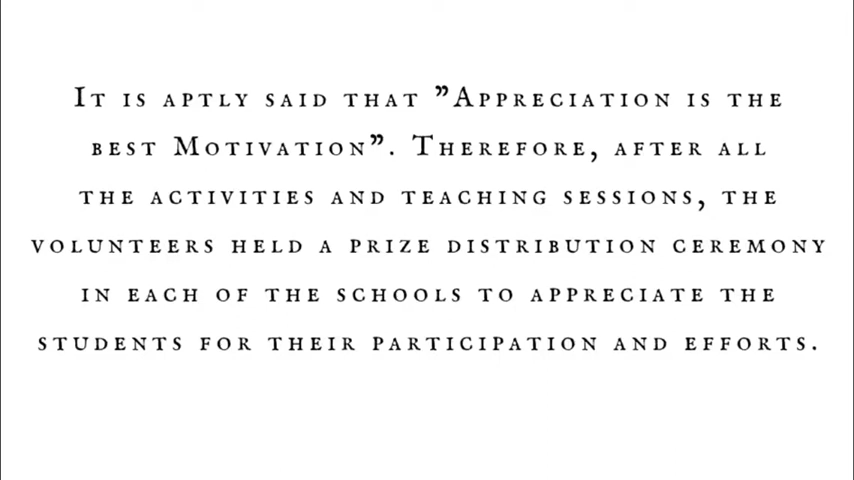 It is aptly said that "Appreciation is the
best Motivation". Therefore, after all
the activities and teaching sessions, the
volunteers held a prize distribution ceremony
in each of the schools to appreciate the
students for their participation and efforts.